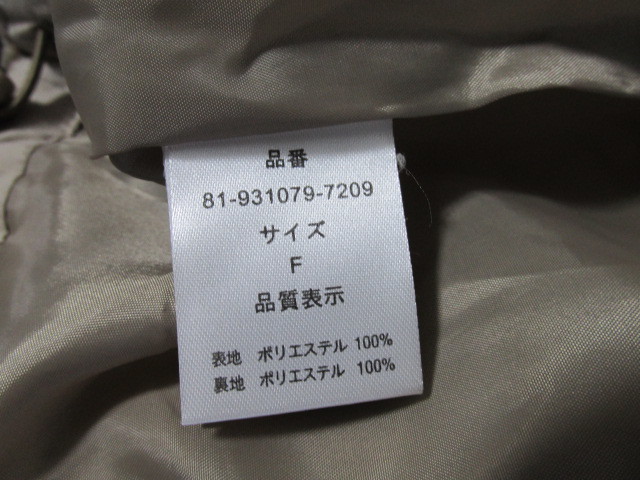 品番
81-931079-7209
サイズ
F
品質表示
表地 ポリエステル 100%
裏地 ポリエステル 100%